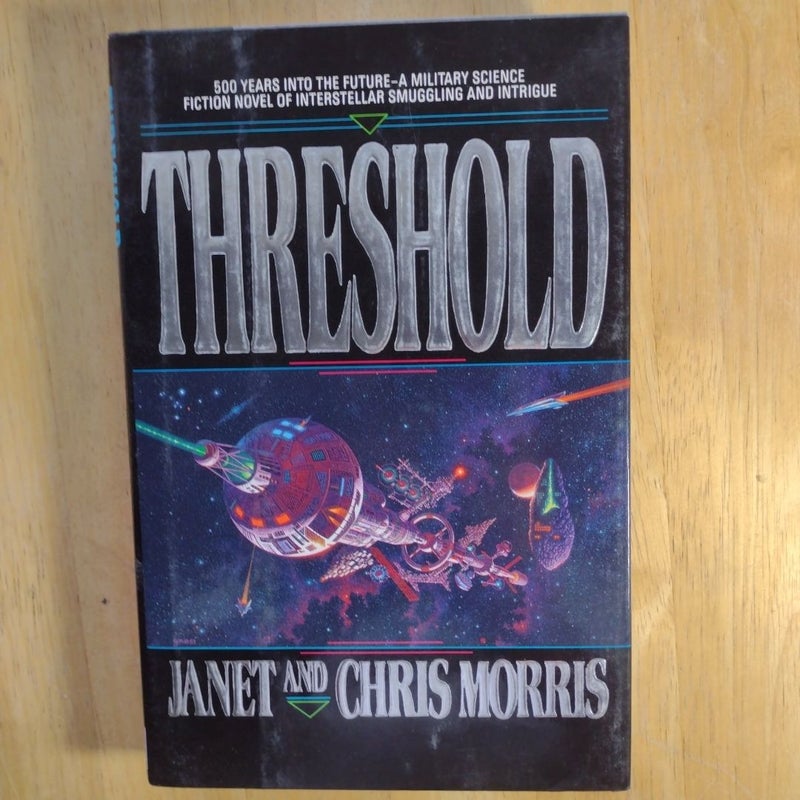 500 YEARS INTO THE FUTURE–A MILITARY SCIENCE
FICTION NOVEL OF INTERSTELLAR SMUGGLING AND INTRIGUE
THRESHOLD
JANET AND CHRIS MORRIS